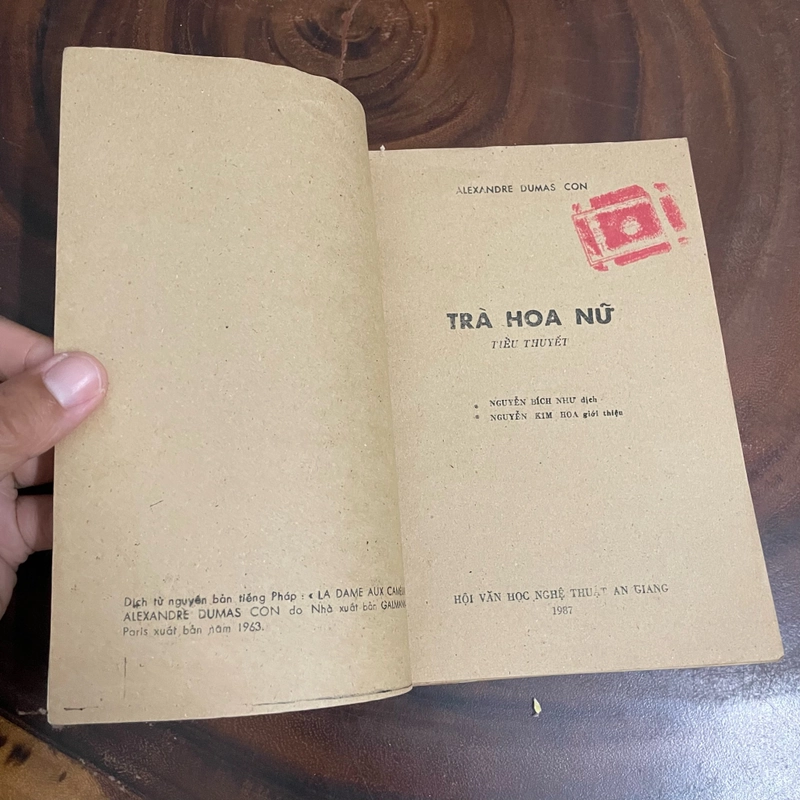 Dịch từ nguyên bản tiếng Pháp : « LA DAME AUX
ALEXANDRE DUMAS CON do Nhà xuất bản
Paris xuất bản năm 1963.
ALEXANDRE DUMAS CON
TRÀ HOA NỮ
TIỂU THUYẾT
* NGUYỄN BÍCH NHƯ dịch
* NGUYỄN KIM HOA giới thiệu
HỘI VĂN HỌC NGHỆ THUẬT AN GIANG
1987